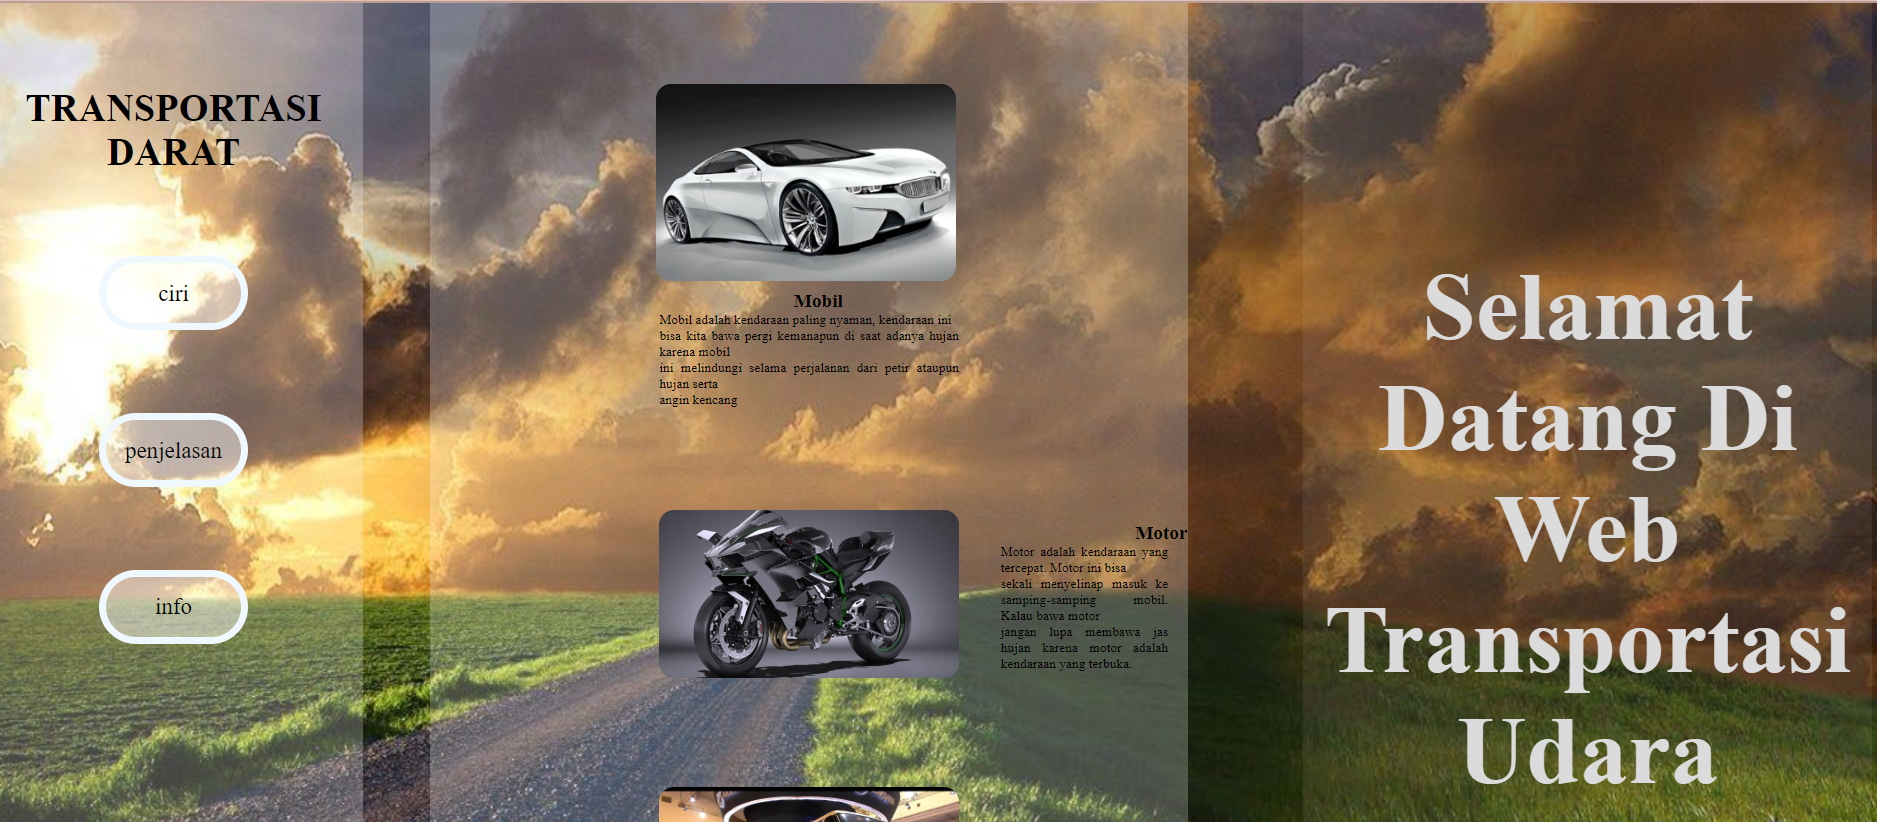 TRANSPORTASI
DARAT
ciri
penjelasan
info
Mobil
Mobil adalah kendaraan paling nyaman, kendaraan ini
bisa kita bawa pergi kemanapun di saat adanya hujan
karena mobil
ini melindungi selama perjalanan dari petir ataupun
hujan serta
angin kencang
Motor
Motor adalah kendaraan yang
tercepat. Motor ini bisa
sekali menyelinap masuk ke
samping-samping mobil.
Kalau bawa motor
jangan lupa membawa jas
hujan karena motor adalah
kendaraan yang terbuka.
Selamat
Datang Di
Web
Transportasi
Udara